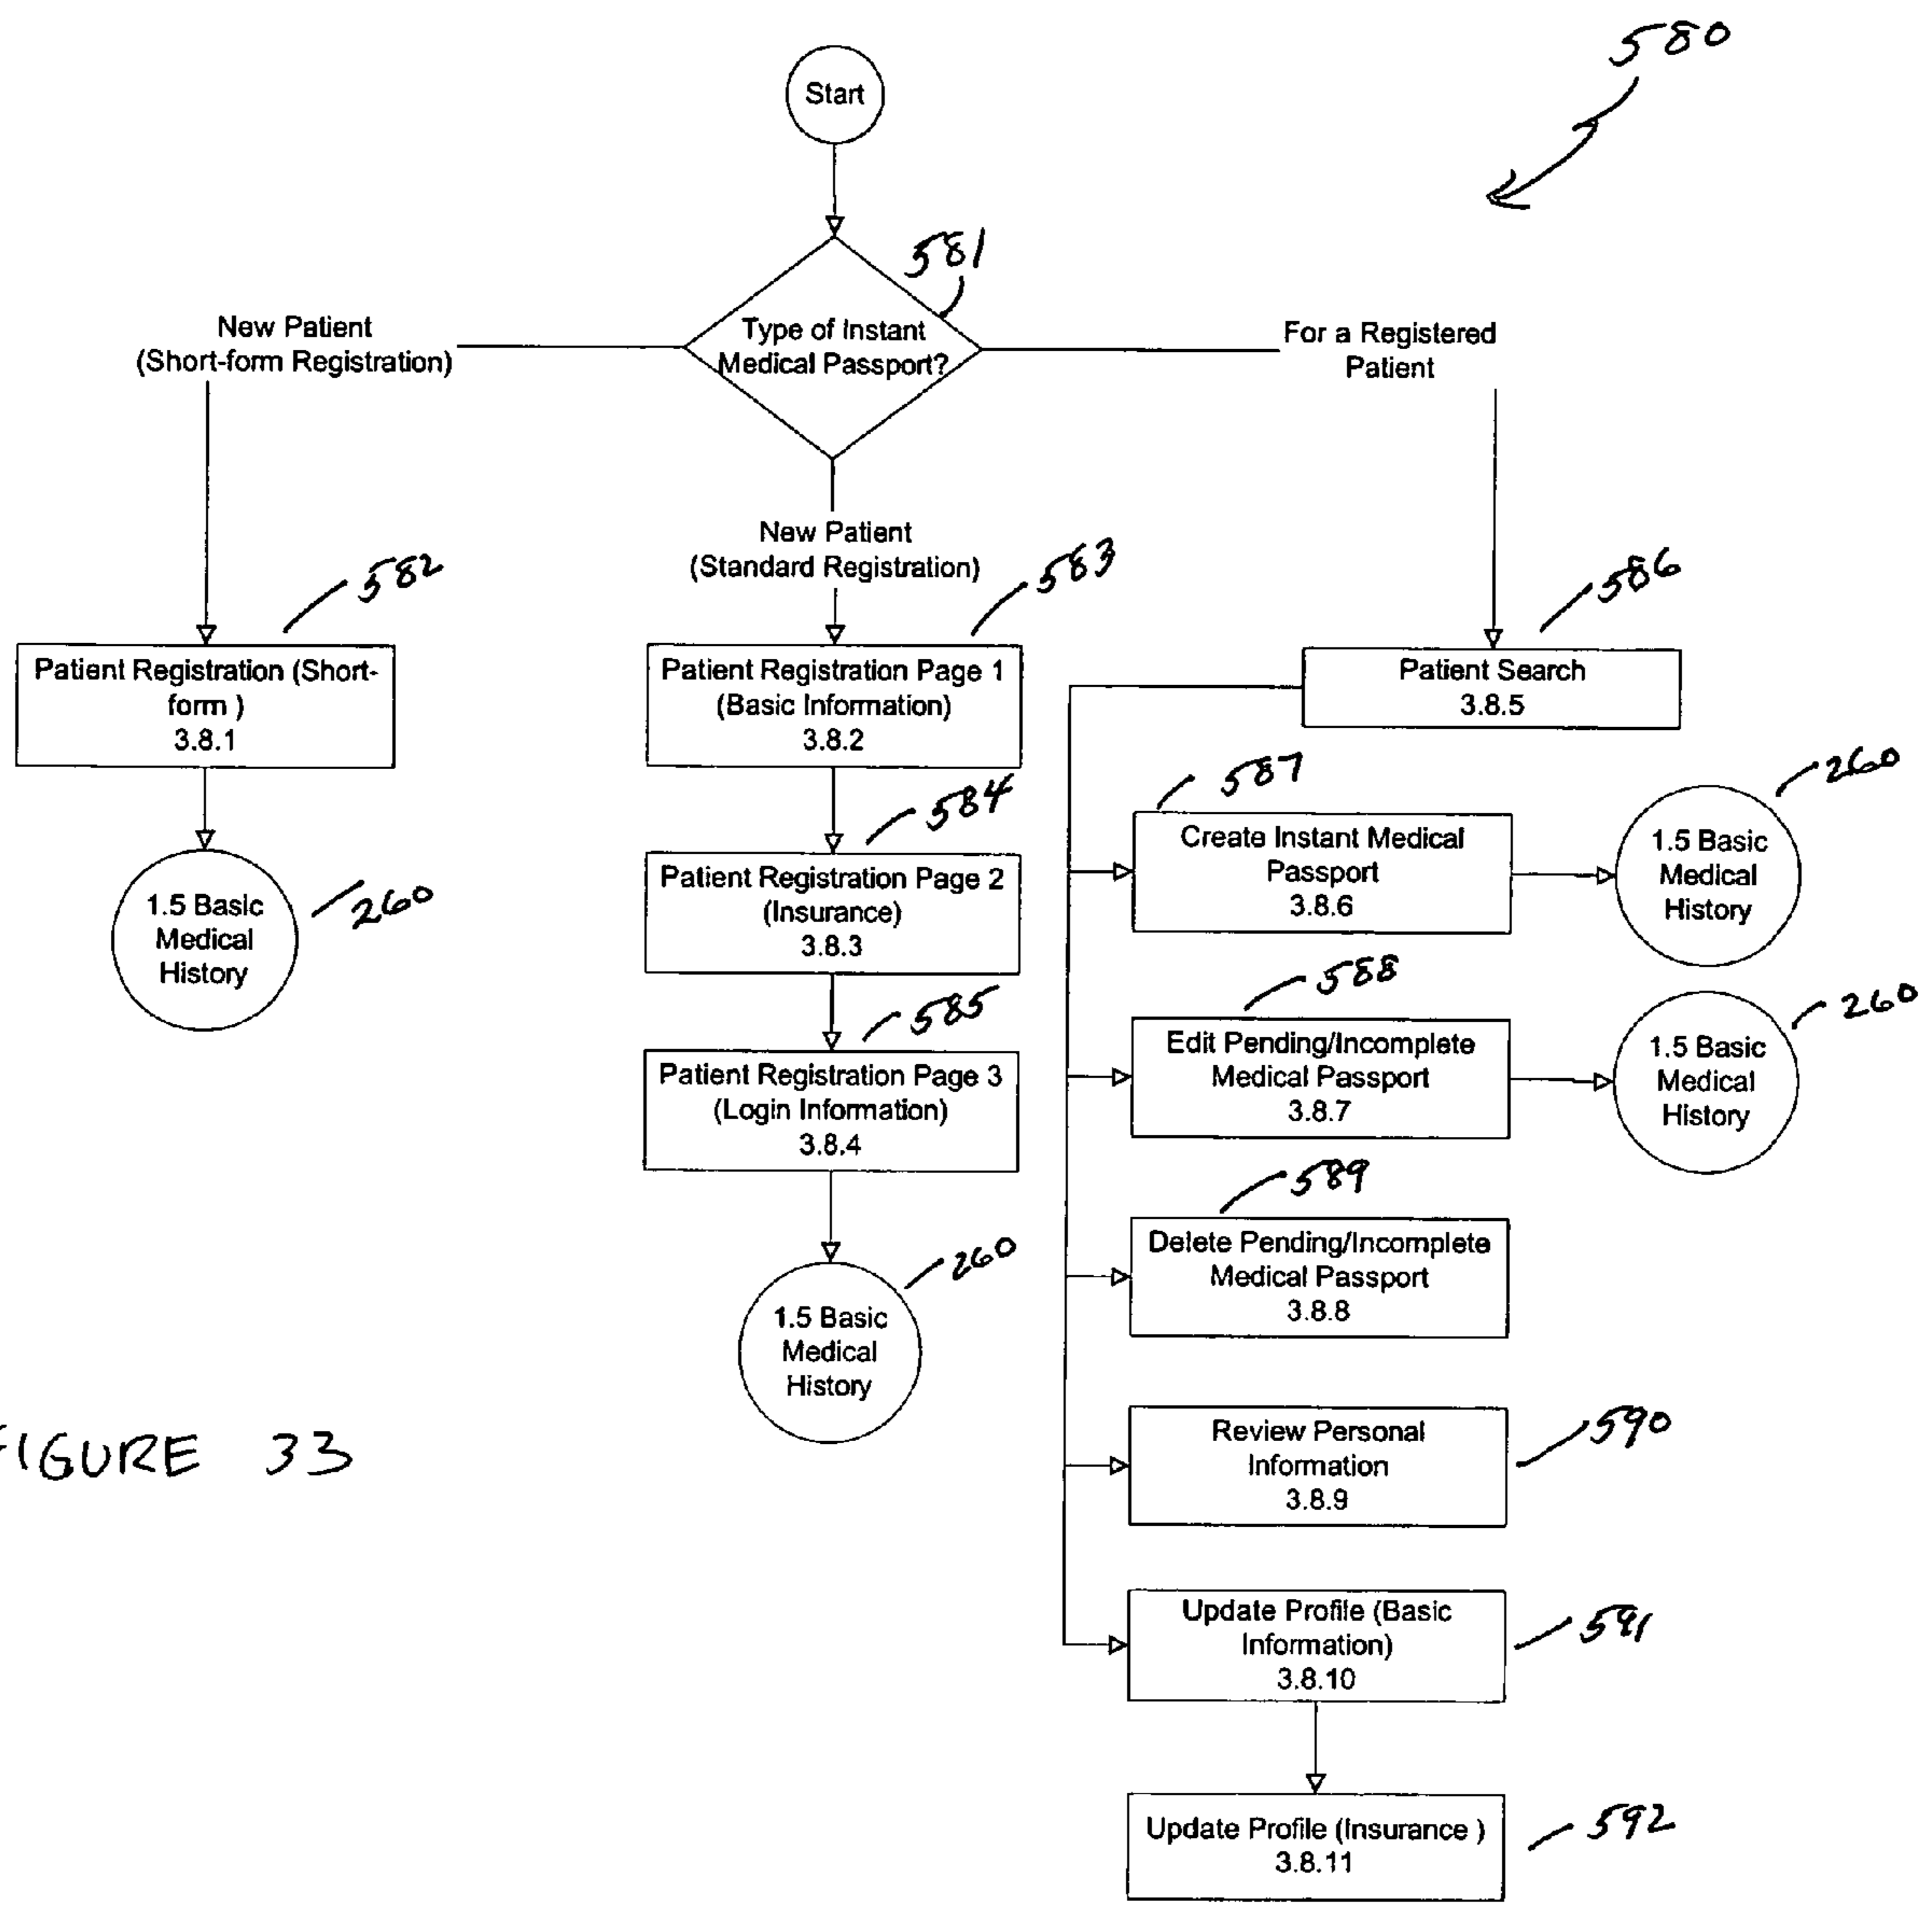 580
Start
581
Type of Instant
Medical Passport?
New Patient
(Short-form Registration)
For a Registered
Patient
New Patient
(Standard Registration)
582
Patient Registration (Short-
form )
3.8.1
260
1.5 Basic
Medical
History
583
Patient Registration Page 1
(Basic Information)
3.8.2
584
Patient Registration Page 2
(Insurance)
3.8.3
585
Patient Registration Page 3
(Login Information)
3.8.4
260
1.5 Basic
Medical
History
586
Patient Search
3.8.5
587
Create Instant Medical
Passport
3.8.6
260
1.5 Basic
Medical
History
588
Edit Pending/Incomplete
Medical Passport
3.8.7
260
1.5 Basic
Medical
History
589
Delete Pending/Incomplete
Medical Passport
3.8.8
590
Review Personal
Information
3.8.9
591
Update Profile (Basic
Information)
3.8.10
592
Update Profile (Insurance )
3.8.11
FIGURE 33